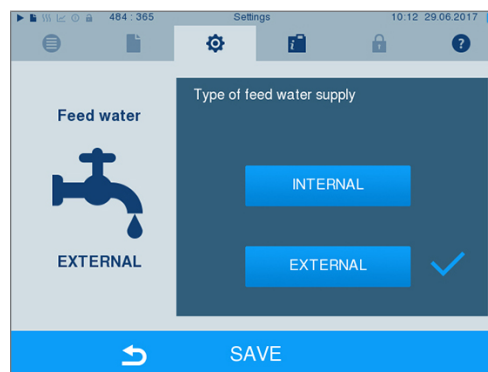 484 : 365 Settings 10:12 29.06.2017
i ?
Feed water
Type of feed water supply
INTERNAL
EXTERNAL
EXTERNAL
SAVE